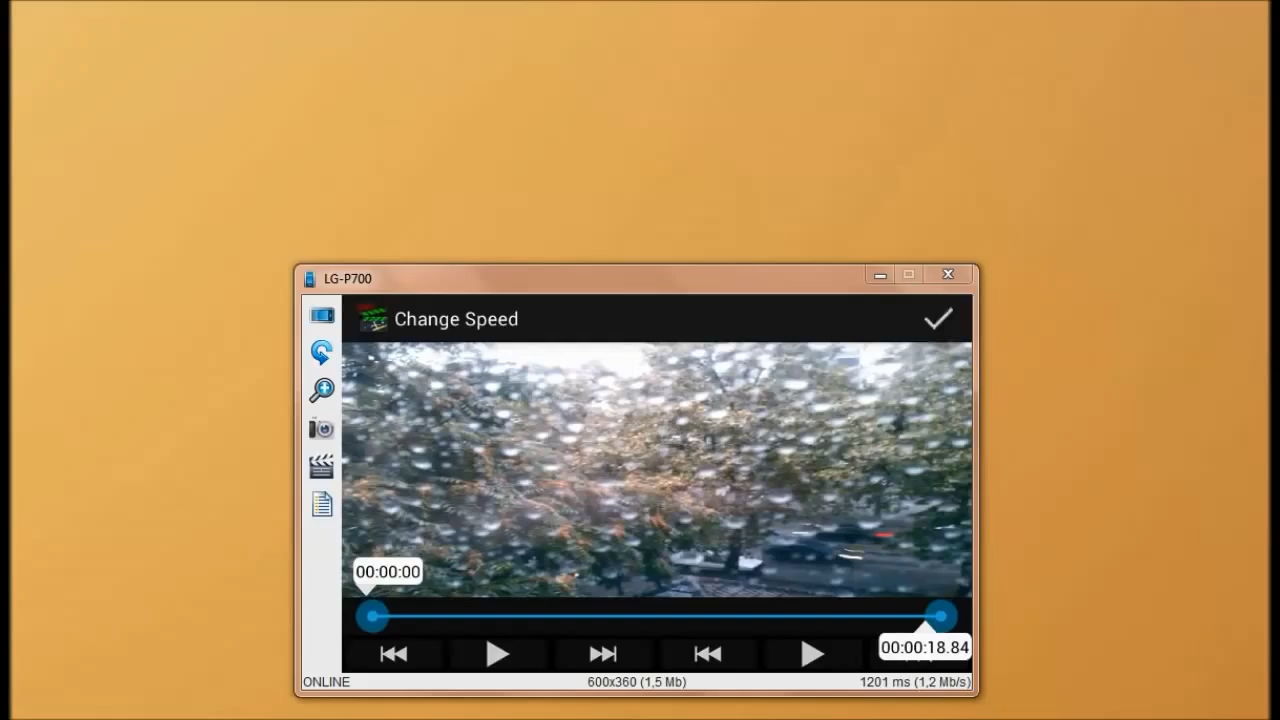 LG-P700
Change Speed
00:00:00
00:00:18.84
ONLINE
600x360 (1,5 Mb)
1201 ms (1,2 Mb/s)